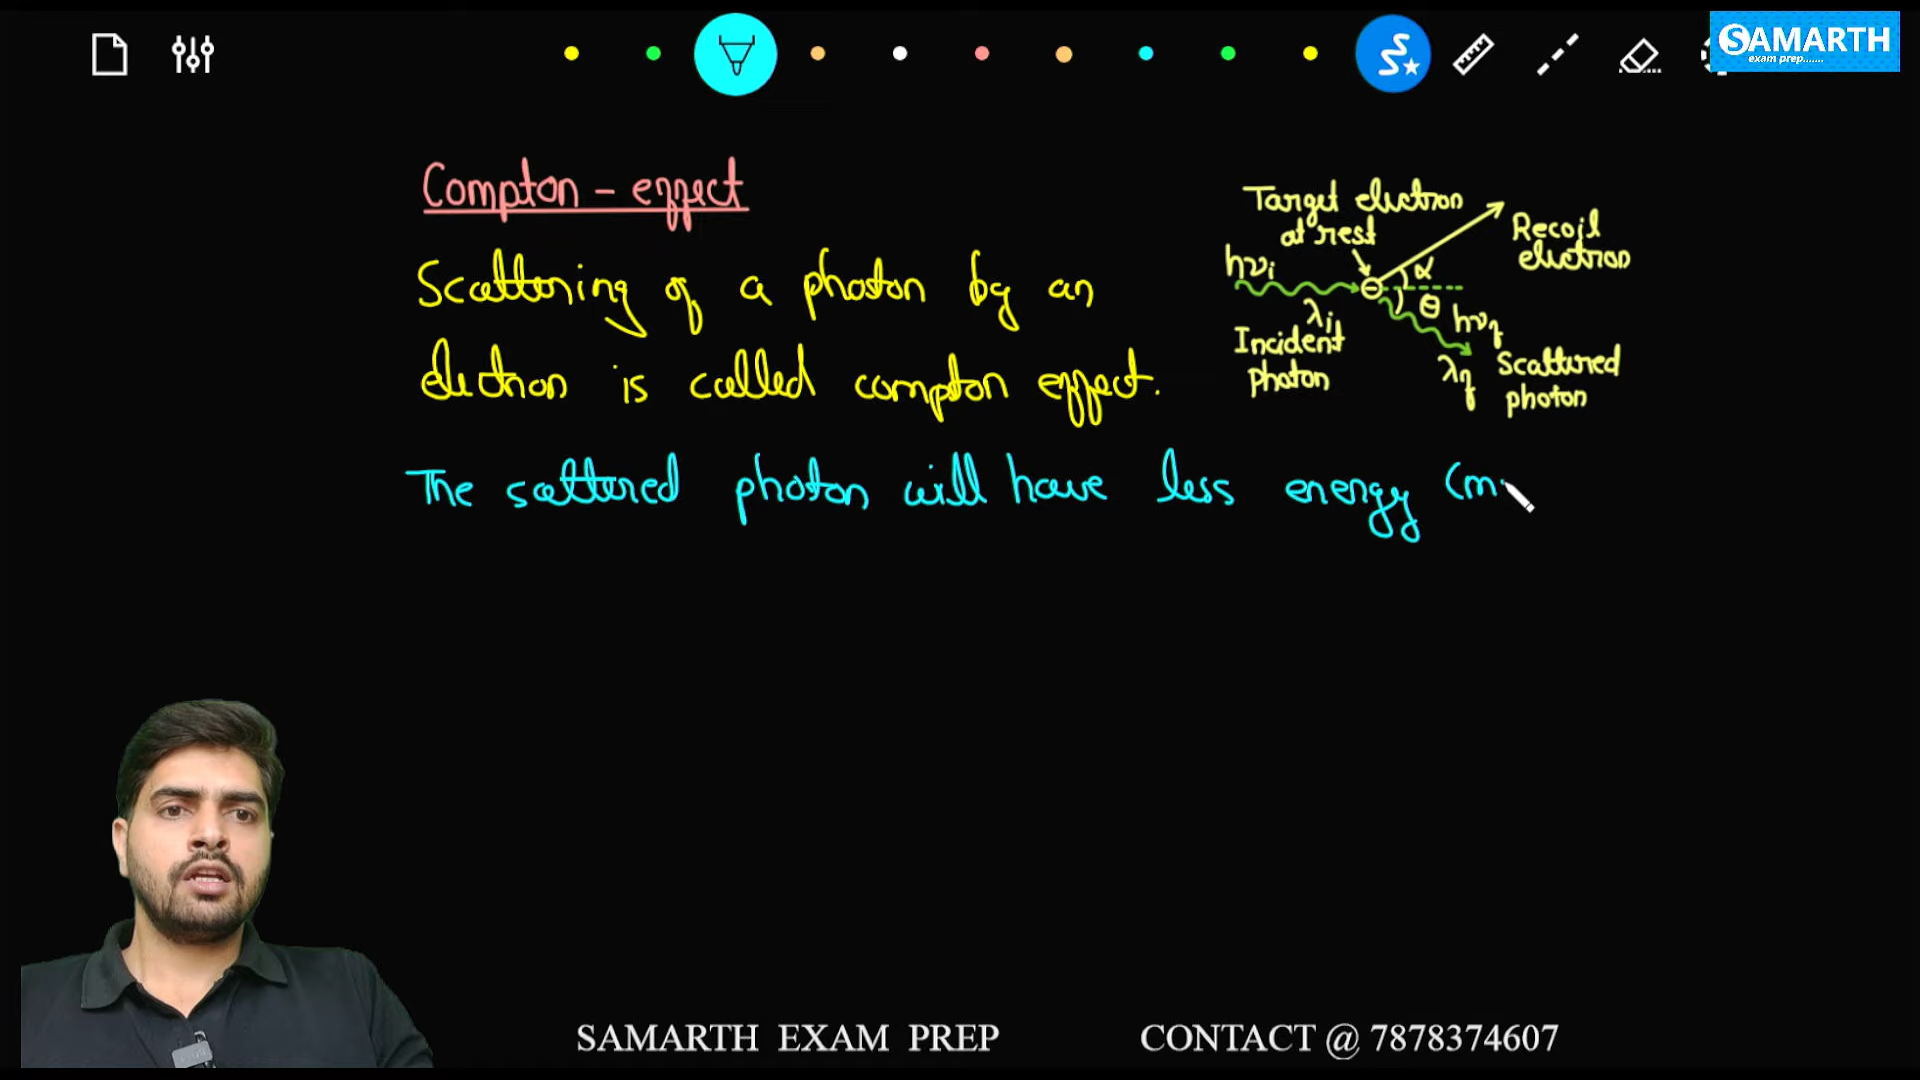 SAMARTH
exam prep......
Compton - effect
Scattering of a photon by an
electron is called compton effect.
The sattured photon will have less energy (m
Target electron
at rest
Recoil
electron
hνi
α
θ
λi
hνf
Incident
photon
λf
Scattured
photon
SAMARTH EXAM PREP CONTACT @ 7878374607